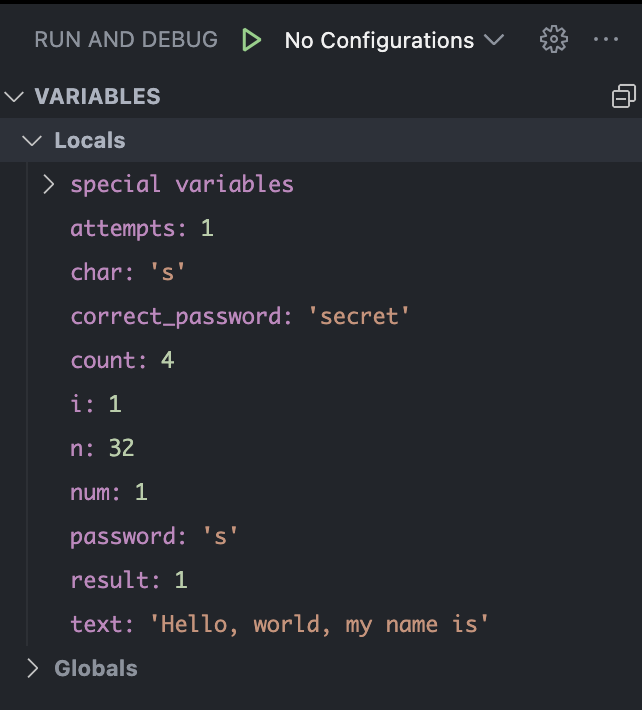 RUN AND DEBUG No Configurations ...
VARIABLES
Locals
special variables
attempts: 1
char: 's'
correct_password: 'secret'
count: 4
i: 1
n: 32
num: 1
password: 's'
result: 1
text: 'Hello, world, my name is'
Globals